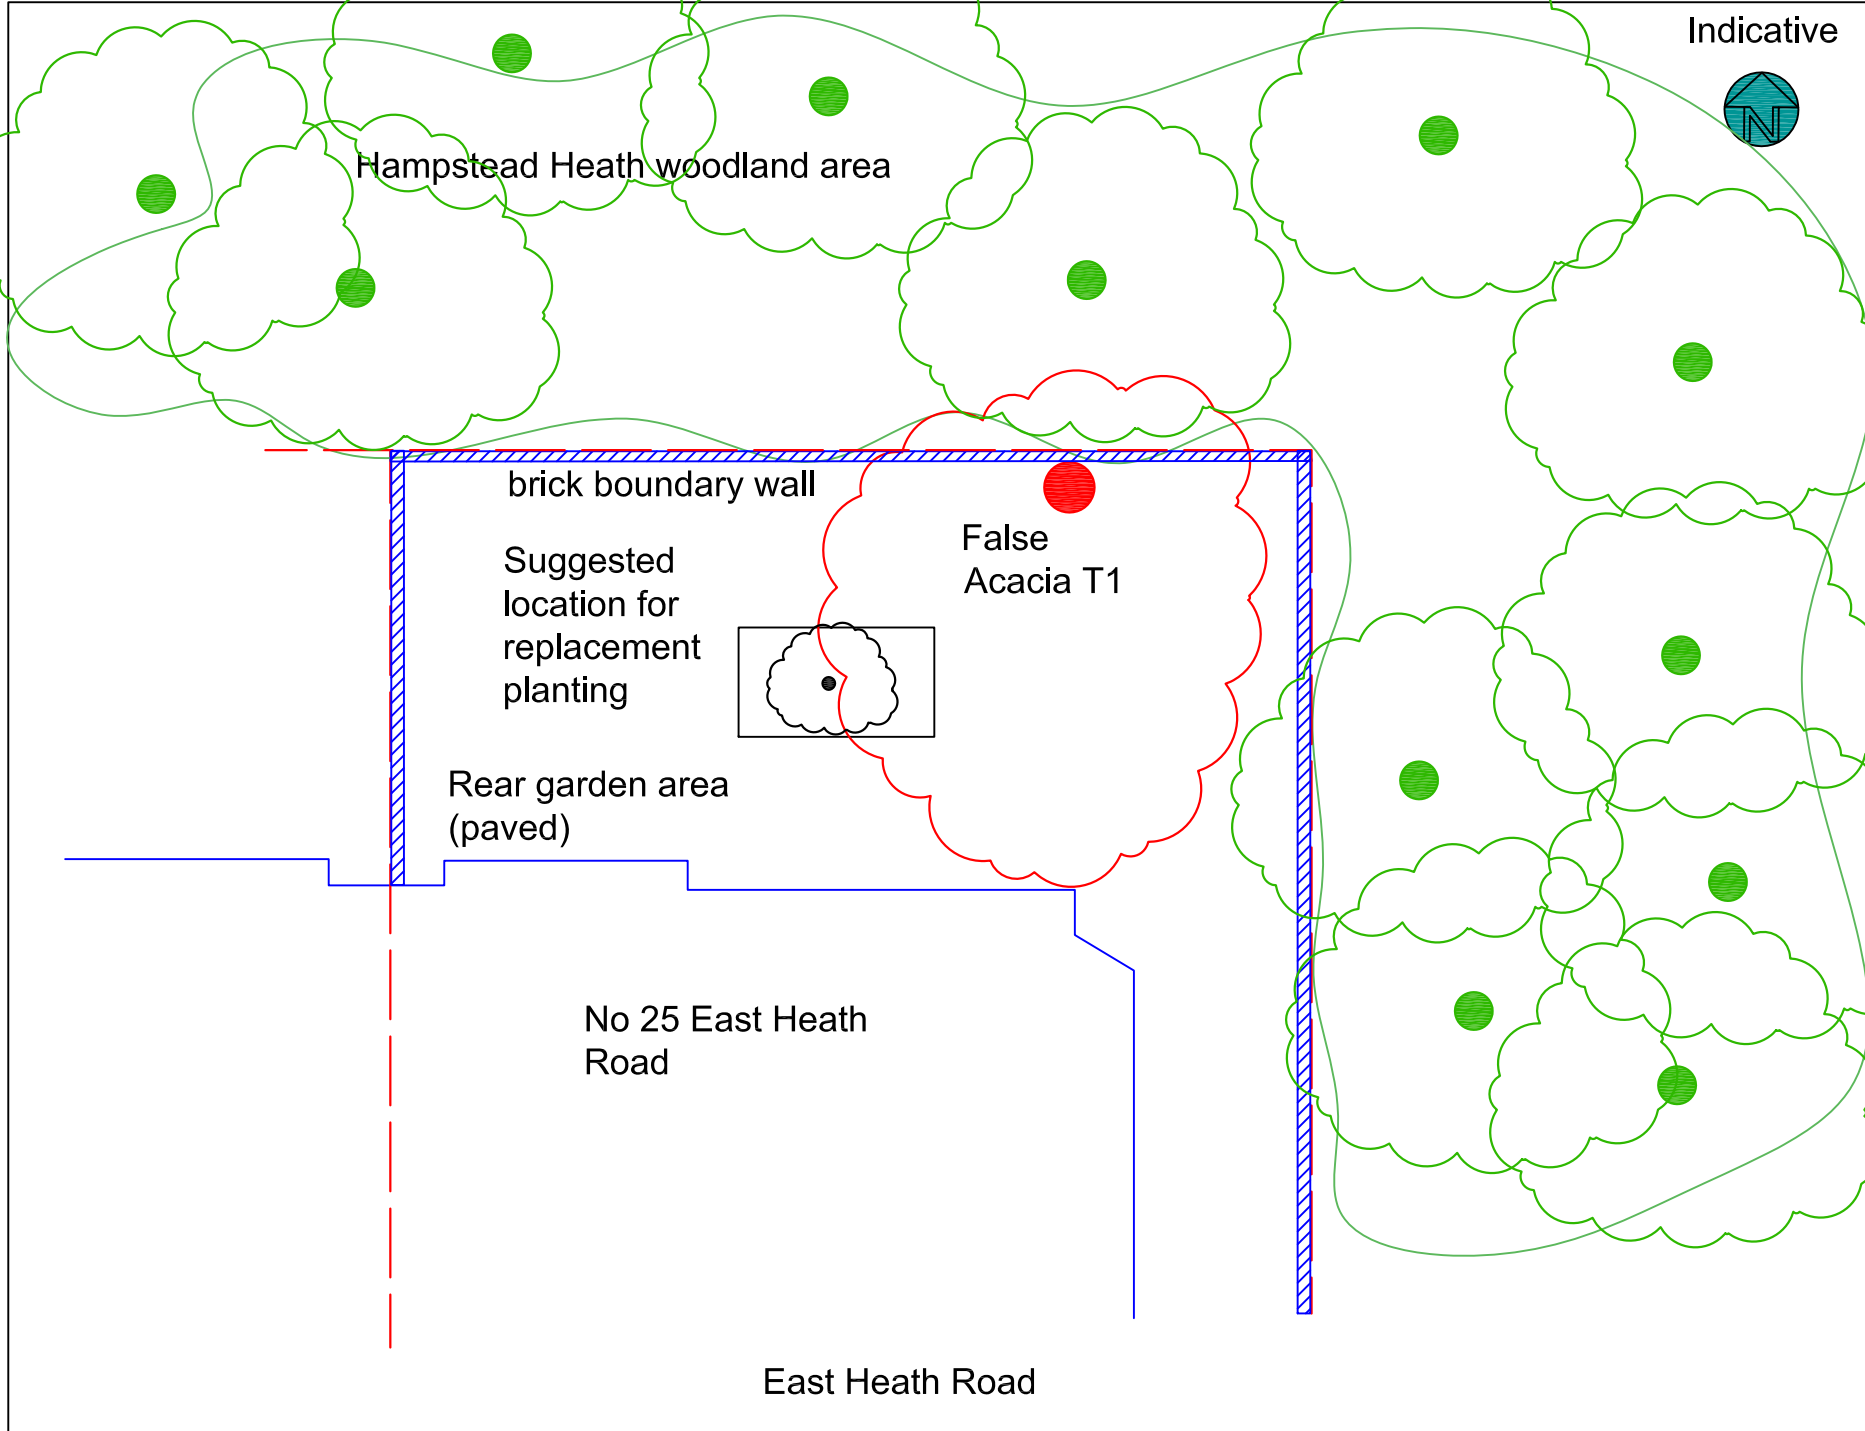 Indicative
N
Hampstead Heath woodland area
brick boundary wall
False
Acacia T1
Suggested
location for
replacement
planting
Rear garden area
(paved)
No 25 East Heath
Road
East Heath Road